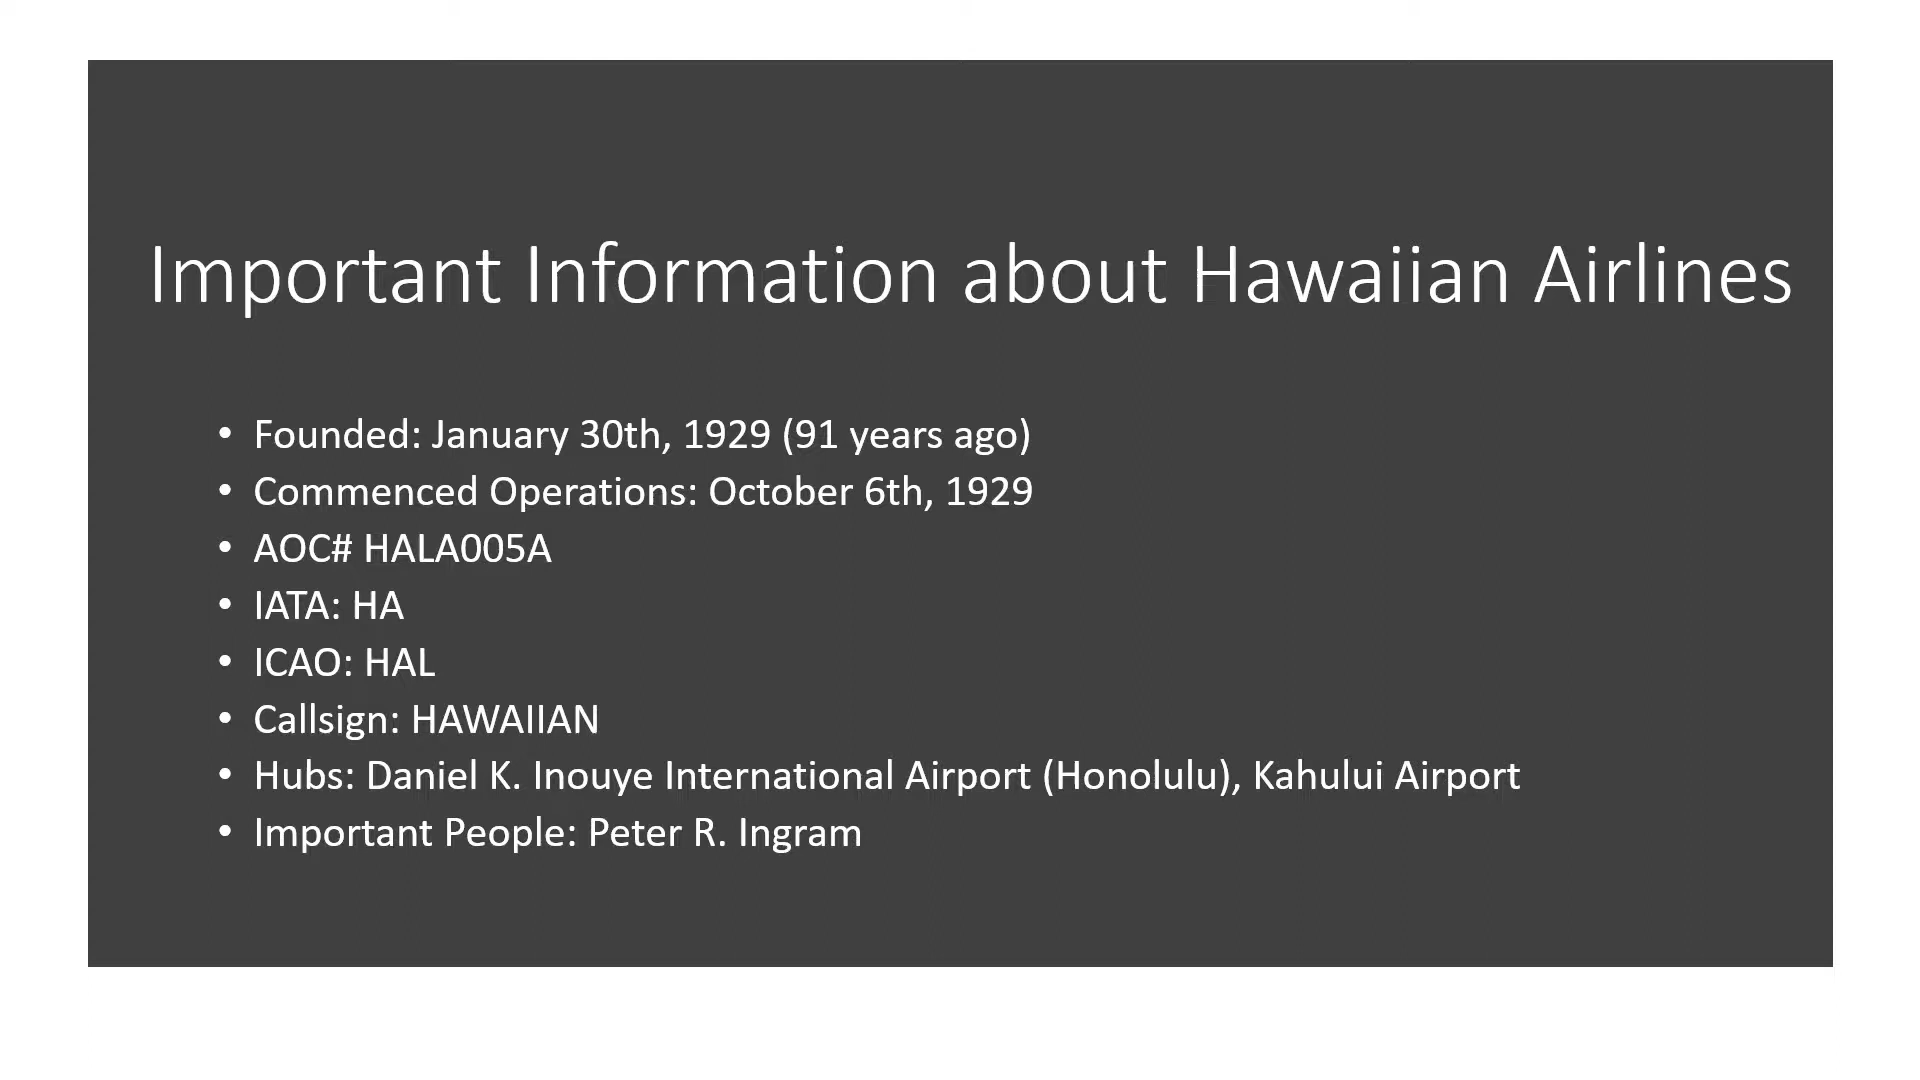 Important Information about Hawaiian Airlines
• Founded: January 30th, 1929 (91 years ago)
• Commenced Operations: October 6th, 1929
• AOC# HALA005A
• IATA: HA
• ICAO: HAL
• Callsign: HAWAIIAN
• Hubs: Daniel K. Inouye International Airport (Honolulu), Kahului Airport
• Important People: Peter R. Ingram